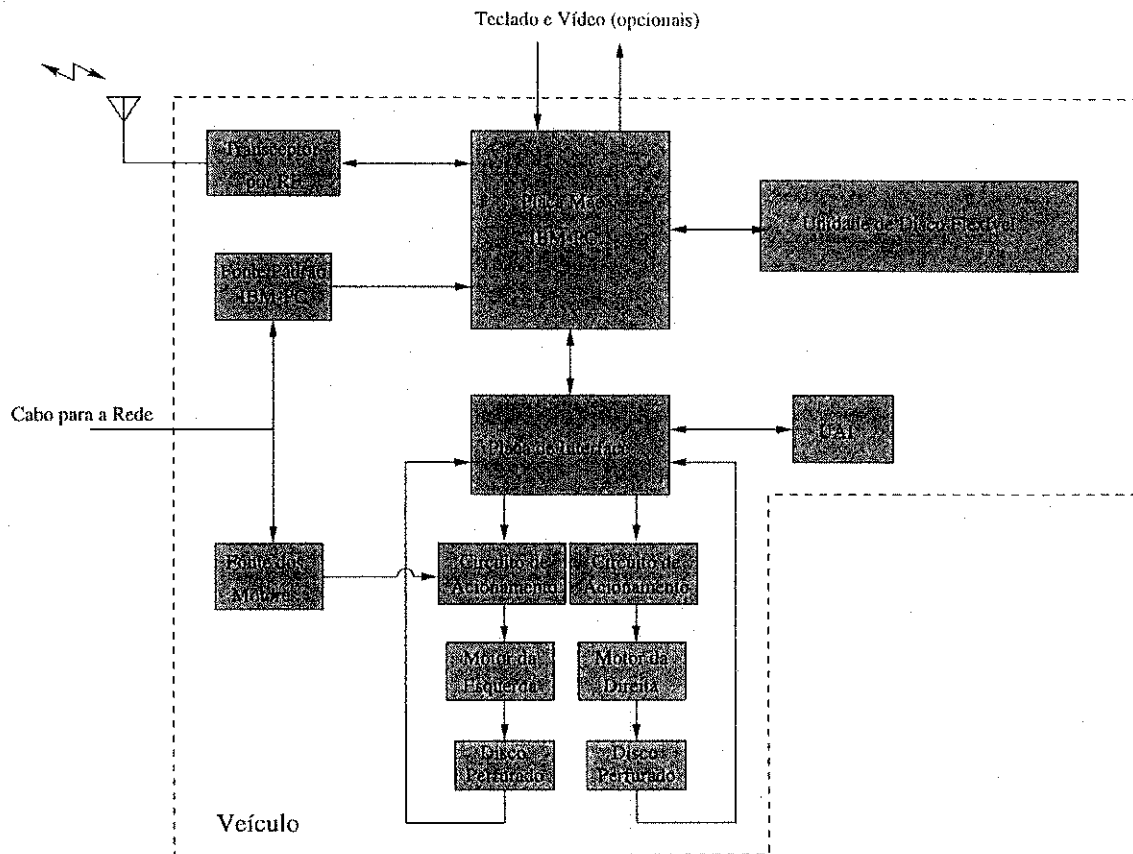 Teclado e Vídeo (opcionais)
Transceptor
por RF
Placa Mãe
IBM-PC
Unidade de Disco Flexível
Fonte Padrão
IBM-PC
Cabo para a Rede
Placa de Interface
Fonte dos
Motores
Circuito de
Acionamento
Circuito de
Acionamento
Motor da
Esquerda
Motor da
Direita
Disco
Perfurado
Disco
Perfurado
Veículo